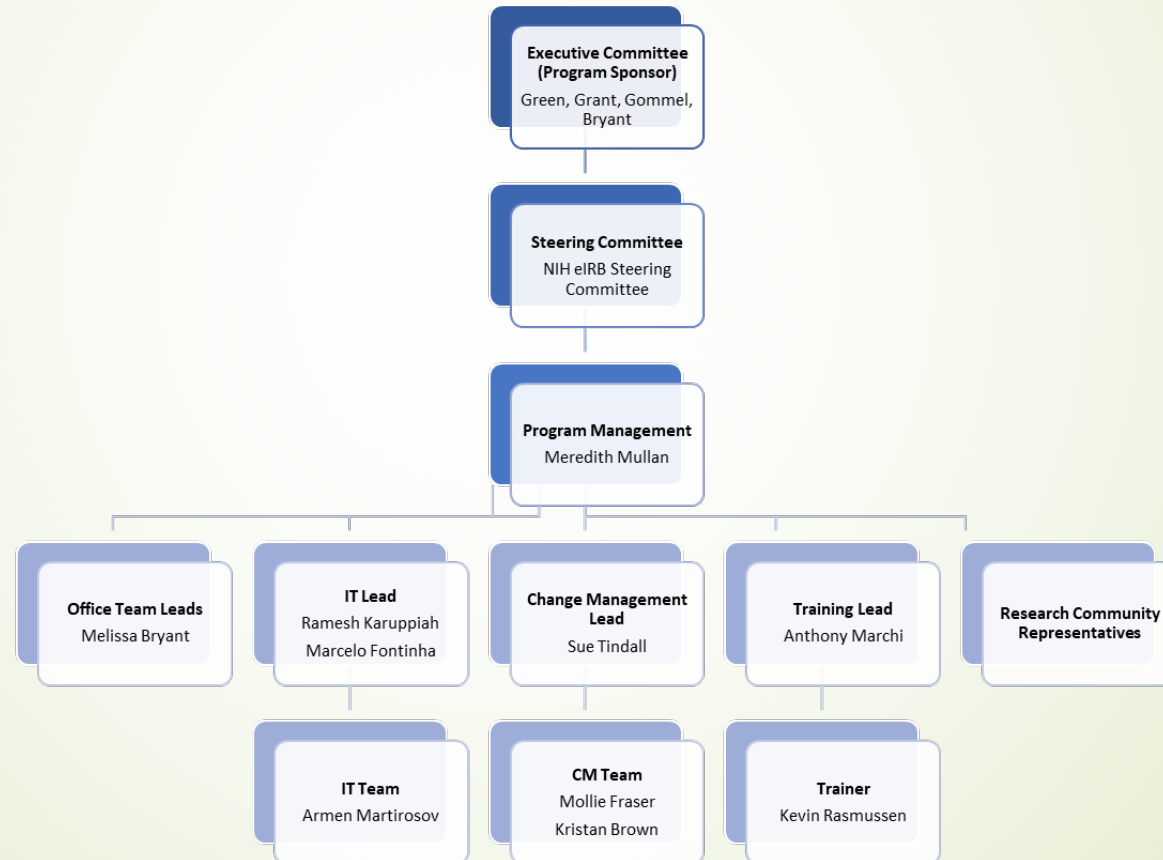 Executive Committee
(Program Sponsor)
Green, Grant, Gommel,
Bryant
Steering Committee
NIH eIRB Steering
Committee
Program Management
Meredith Mullan
Office Team Leads
Melissa Bryant
IT Lead
Ramesh Karuppiah
Marcelo Fontinha
Change Management
Lead
Sue Tindall
Training Lead
Anthony Marchi
Research Community
Representatives
IT Team
Armen Martirosov
CM Team
Mollie Fraser
Kristan Brown
Trainer
Kevin Rasmussen